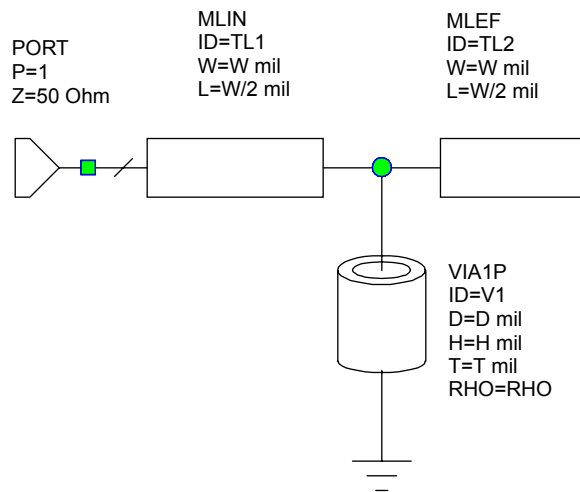 PORT
P=1
Z=50 Ohm
MLIN
ID=TL1
W=W mil
L=W/2 mil
MLEF
ID=TL2
W=W mil
L=W/2 mil
VIA1P
ID=V1
D=D mil
H=H mil
T=T mil
RHO=RHO